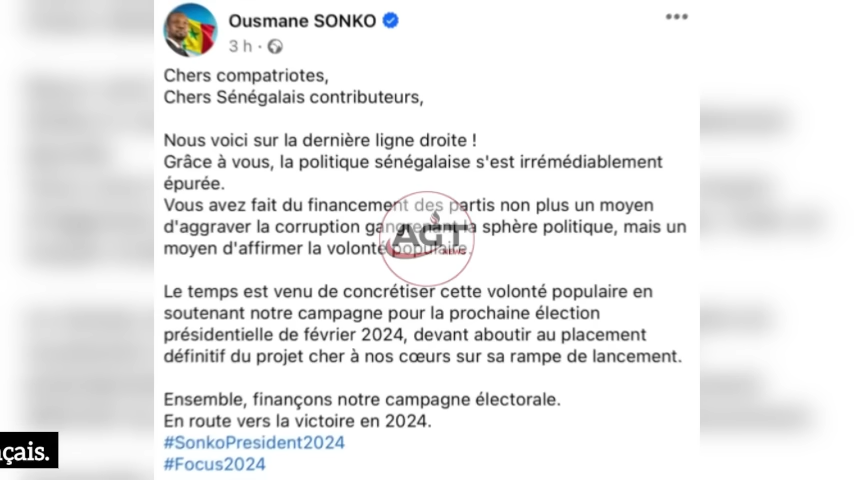 Ousmane SONKO
3 h ·
Chers compatriotes,
Chers Sénégalais contributeurs,
Nous voici sur la dernière ligne droite !
Grâce à vous, la politique sénégalaise s'est irrémédiablement
épurée.
Vous avez fait du financement des partis non plus un moyen
d'aggraver la corruption gangrenant la sphère politique, mais un
moyen d'affirmer la volonté populaire.
AGT
NEWS
Le temps est venu de concrétiser cette volonté populaire en
soutenant notre campagne pour la prochaine élection
présidentielle de février 2024, devant aboutir au placement
définitif du projet cher à nos cœurs sur sa rampe de lancement.
Ensemble, finançons notre campagne électorale.
En route vers la victoire en 2024.
#SonkoPresident2024
#Focus2024
çais.